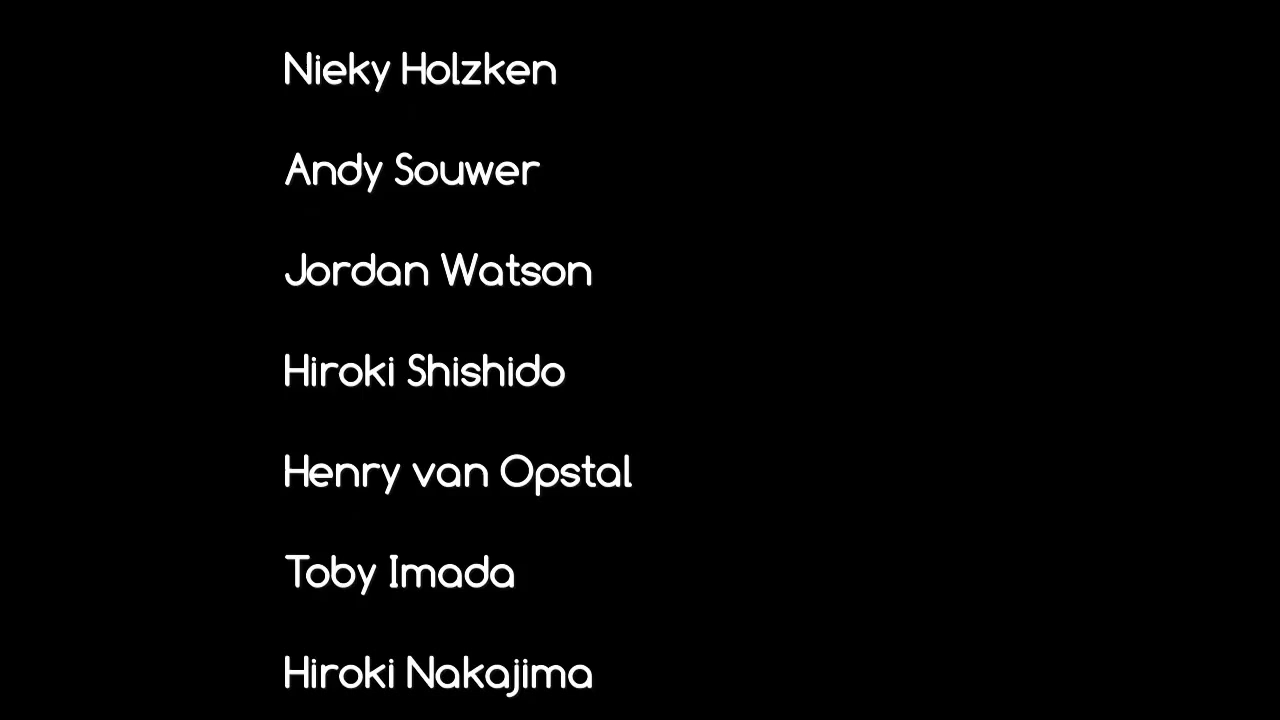 Nieky Holzken
Andy Souwer
Jordan Watson
Hiroki Shishido
Henry van Opstal
Toby Imada
Hiroki Nakajima